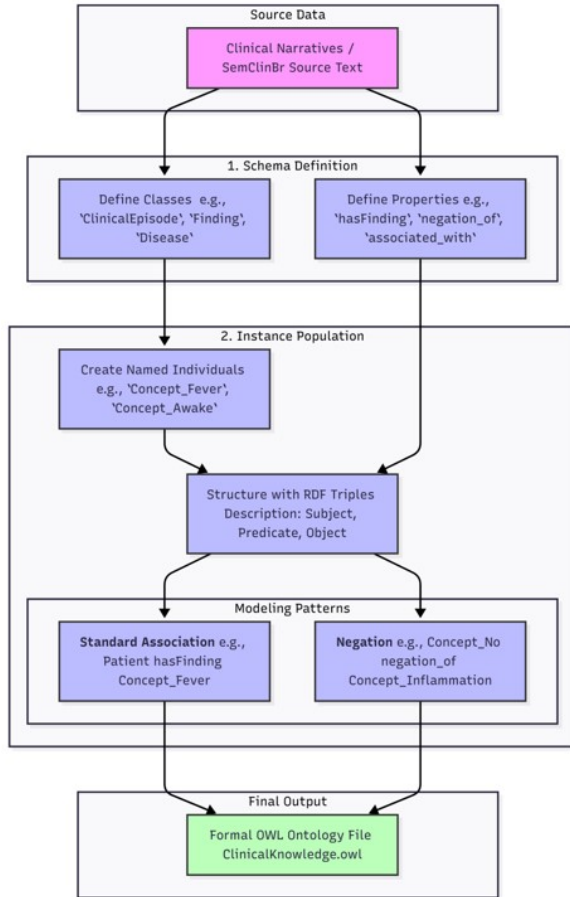 Source Data
Clinical Narratives /
SemClinBr Source Text
1. Schema Definition
Define Classes e.g.,
‘ClinicalEpisode‘, ‘Finding‘,
‘Disease‘
Define Properties e.g.,
‘hasFinding‘, ‘negation_of‘,
‘associated_with‘
2. Instance Population
Create Named Individuals
e.g., ‘Concept_Fever‘,
‘Concept_Awake‘
Structure with RDF Triples
Description: Subject,
Predicate, Object
Modeling Patterns
Standard Association e.g.,
Patient hasFinding
Concept_Fever
Negation e.g., Concept_No
negation_of
Concept_Inflammation
Final Output
Formal OWL Ontology File
ClinicalKnowledge.owl